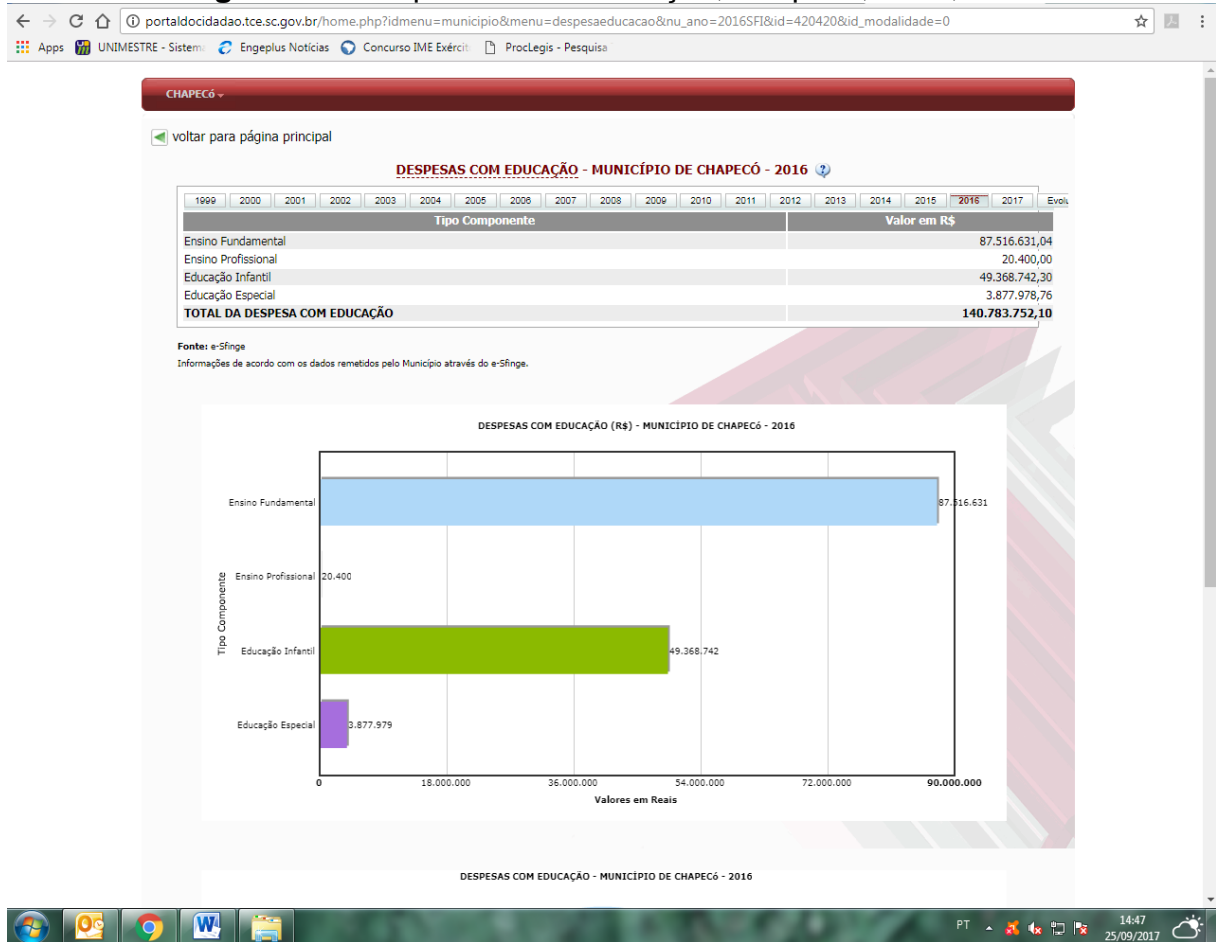 portaldocidadao.tce.sc.gov.br/home.php?idmenu=municipio&menu=despesaeducacao&nu_ano=2016SFI&id=420420&id_modalidade=0
Apps UNIMESTRE - Sistema Engeplus Notícias Concurso IME Exércit ProcLegis - Pesquisa
CHAPECó
voltar para página principal
DESPESAS COM EDUCAÇÃO - MUNICÍPIO DE CHAPECÓ - 2016
1999 2000 2001 2002 2003 2004 2005 2006 2007 2008 2009 2010 2011 2012 2013 2014 2015 2016 2017 Evolu
Tipo Componente Valor em R$
Ensino Fundamental 87.516.631,04
Ensino Profissional 20.400,00
Educação Infantil 49.368.742,30
Educação Especial 3.877.978,76
TOTAL DA DESPESA COM EDUCAÇÃO 140.783.752,10
Fonte: e-Sfinge
Informações de acordo com os dados remetidos pelo Município através do e-Sfinge.
DESPESAS COM EDUCAÇÃO (R$) - MUNICÍPIO DE CHAPECó - 2016
Ensino Fundamental 87.516.631
Ensino Profissional 20.400
Tipo Componente
Educação Infantil 49.368.742
Educação Especial 3.877.979
0 18.000.000 36.000.000 54.000.000 72.000.000 90.000.000
Valores em Reais
DESPESAS COM EDUCAÇÃO - MUNICÍPIO DE CHAPECó - 2016
PT 14:47
25/09/2017